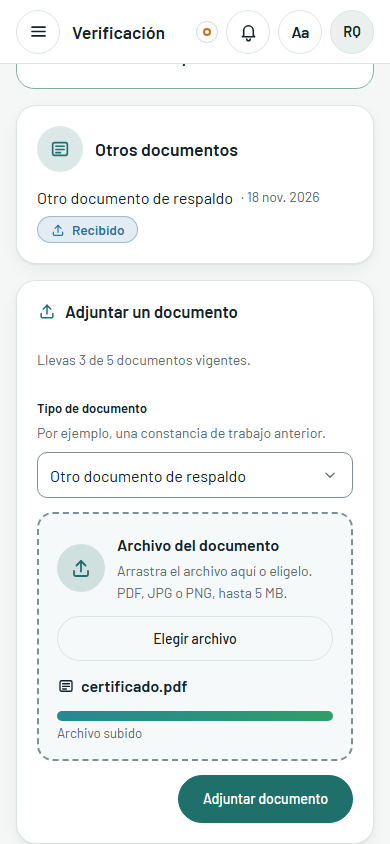 Verificación
Aa
RQ
Otros documentos
Otro documento de respaldo · 18 nov. 2026
Recibido
Adjuntar un documento
Llevas 3 de 5 documentos vigentes.
Tipo de documento
Por ejemplo, una constancia de trabajo anterior.
Otro documento de respaldo
Archivo del documento
Arrastra el archivo aquí o elígelo.
PDF, JPG o PNG, hasta 5 MB.
Elegir archivo
certificado.pdf
Archivo subido
Adjuntar documento